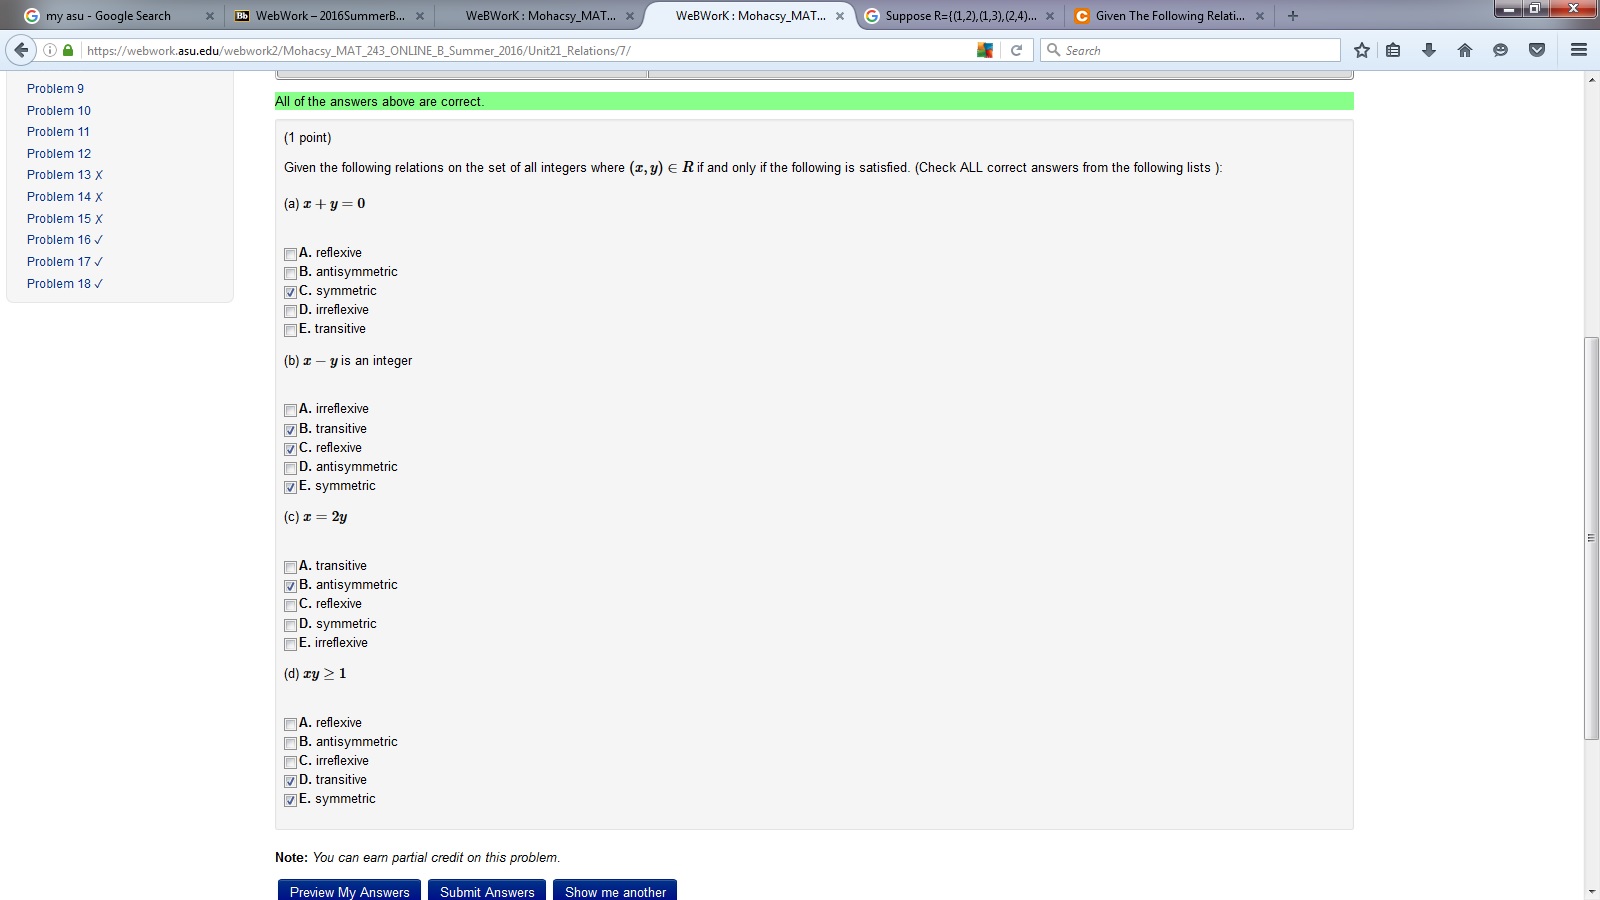 my asu - Google Search
WebWork – 2016SummerB...
WeBWorK : Mohacsy_MAT...
WeBWorK : Mohacsy_MAT...
Suppose R={(1,2),(1,3),(2,4)...
Given The Following Relati...
https://webwork.asu.edu/webwork2/Mohacsy_MAT_243_ONLINE_B_Summer_2016/Unit21_Relations/7/
Search
Problem 9
Problem 10
Problem 11
Problem 12
Problem 13 ✗
Problem 14 ✗
Problem 15 ✗
Problem 16 ✓
Problem 17 ✓
Problem 18 ✓
All of the answers above are correct.
(1 point)
Given the following relations on the set of all integers where (x, y) ∈ R if and only if the following is satisfied. (Check ALL correct answers from the following lists ):
(a) x + y = 0
A. reflexive
B. antisymmetric
C. symmetric
D. irreflexive
E. transitive
(b) x − y is an integer
A. irreflexive
B. transitive
C. reflexive
D. antisymmetric
E. symmetric
(c) x = 2y
A. transitive
B. antisymmetric
C. reflexive
D. symmetric
E. irreflexive
(d) xy ≥ 1
A. reflexive
B. antisymmetric
C. irreflexive
D. transitive
E. symmetric
Note: You can earn partial credit on this problem.
Preview My Answers Submit Answers Show me another